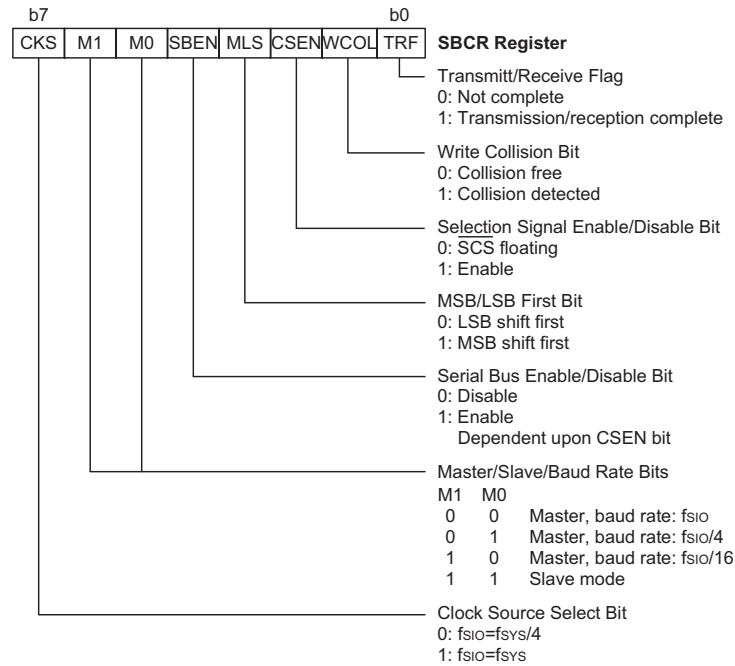 b7 b0
CKS M1 M0 SBEN MLS CSEN WCOL TRF SBCR Register
Transmitt/Receive Flag
0: Not complete
1: Transmission/reception complete
Write Collision Bit
0: Collision free
1: Collision detected
Selection Signal Enable/Disable Bit
0: S̅C̅S̅ floating
1: Enable
MSB/LSB First Bit
0: LSB shift first
1: MSB shift first
Serial Bus Enable/Disable Bit
0: Disable
1: Enable
Dependent upon CSEN bit
Master/Slave/Baud Rate Bits
M1 M0
0 0 Master, baud rate: fSIO
0 1 Master, baud rate: fSIO/4
1 0 Master, baud rate: fSIO/16
1 1 Slave mode
Clock Source Select Bit
0: fSIO=fSYS/4
1: fSIO=fSYS